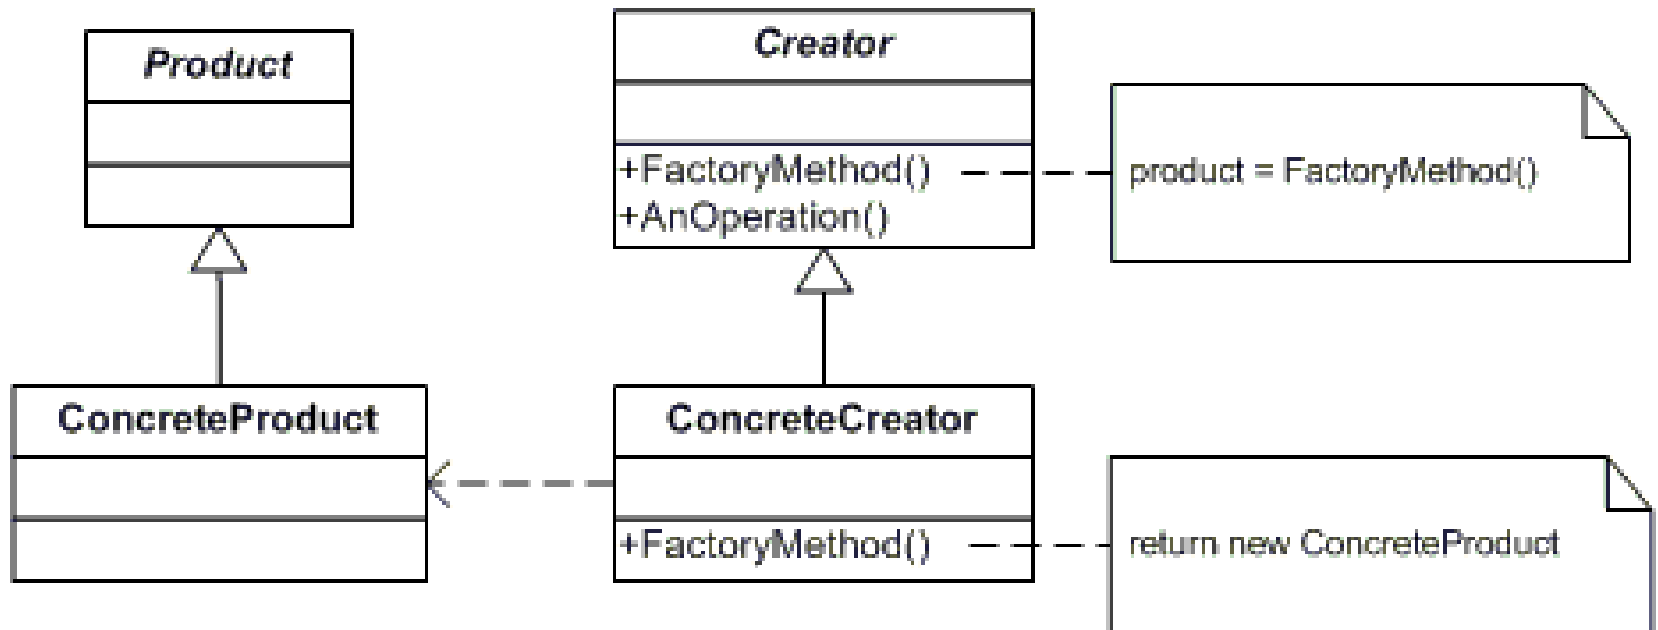 Product
Creator
+FactoryMethod()
+AnOperation()
product = FactoryMethod()
ConcreteProduct
ConcreteCreator
+FactoryMethod()
return new ConcreteProduct